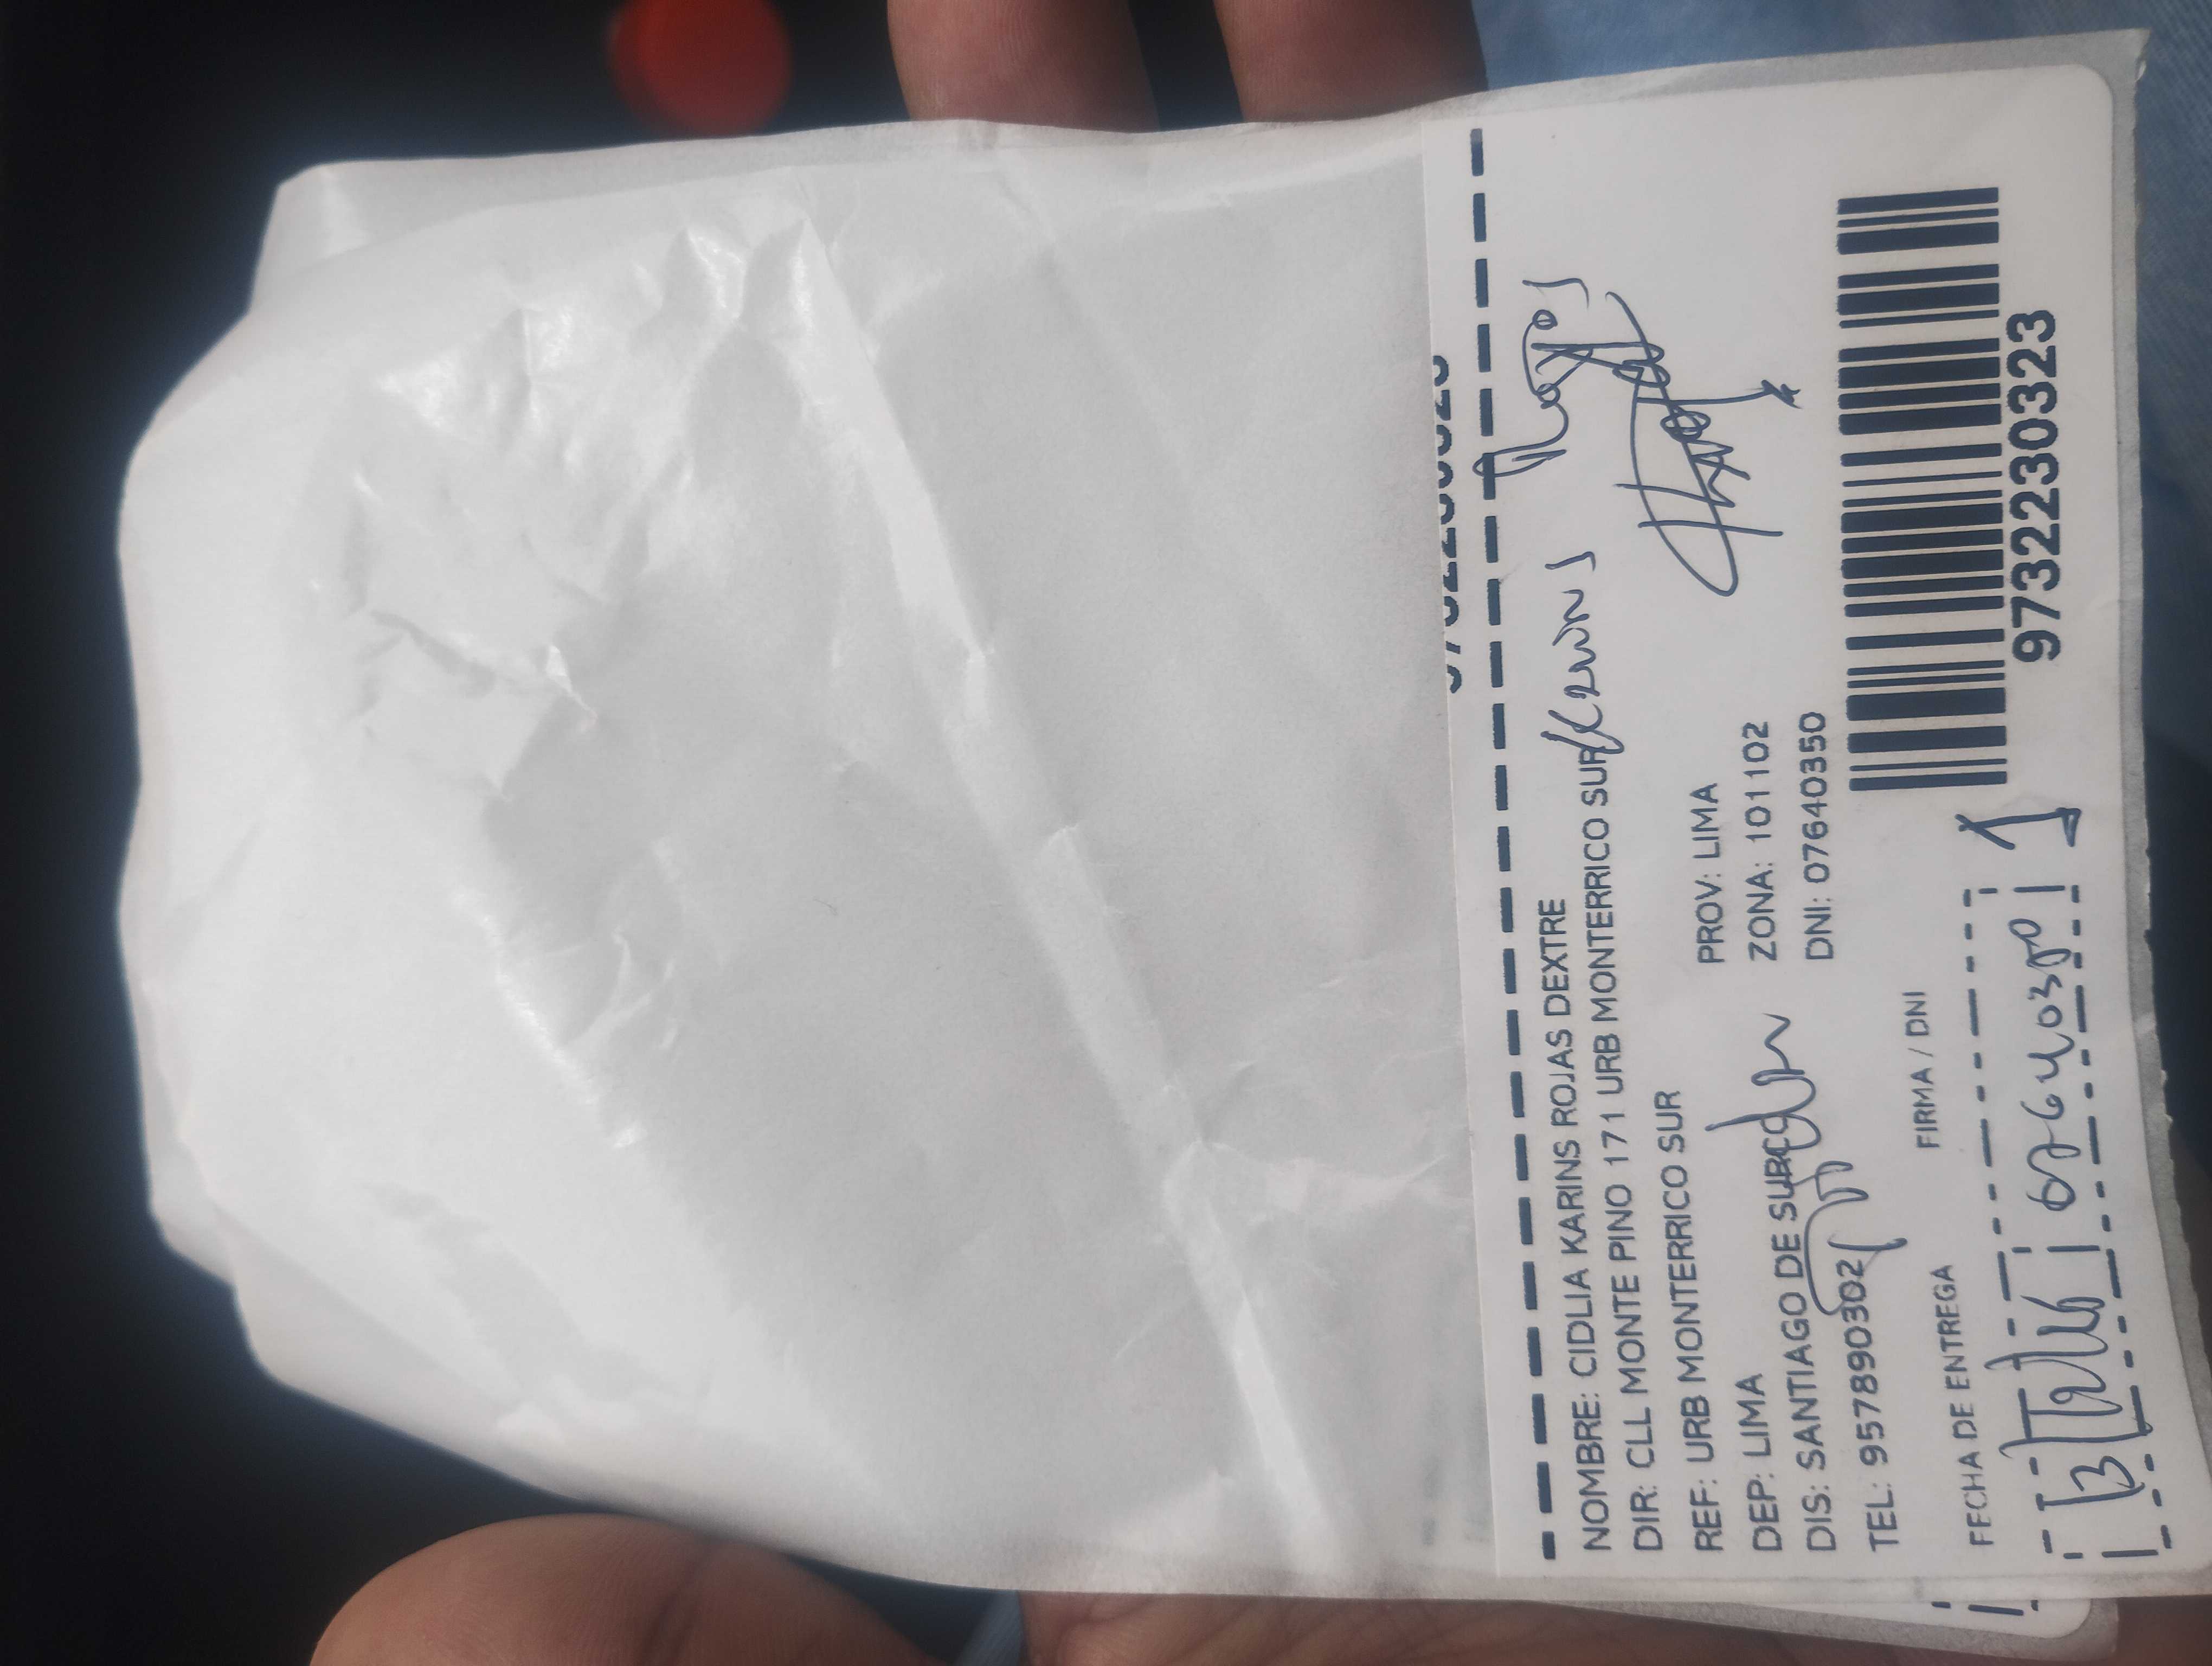 NOMBRE: CIDLIA KARINS ROJAS DEXTRE
DIR: CLL MONTE PINO 171 URB MONTERRICO SUR
REF: URB MONTERRICO SUR
DEP: LIMA PROV: LIMA
DIS: SANTIAGO DE SURCO ZONA: 101102
TEL: 957890302 DNI: 07640350
FECHA DE ENTREGA FIRMA / DNI
07640350
9732230323